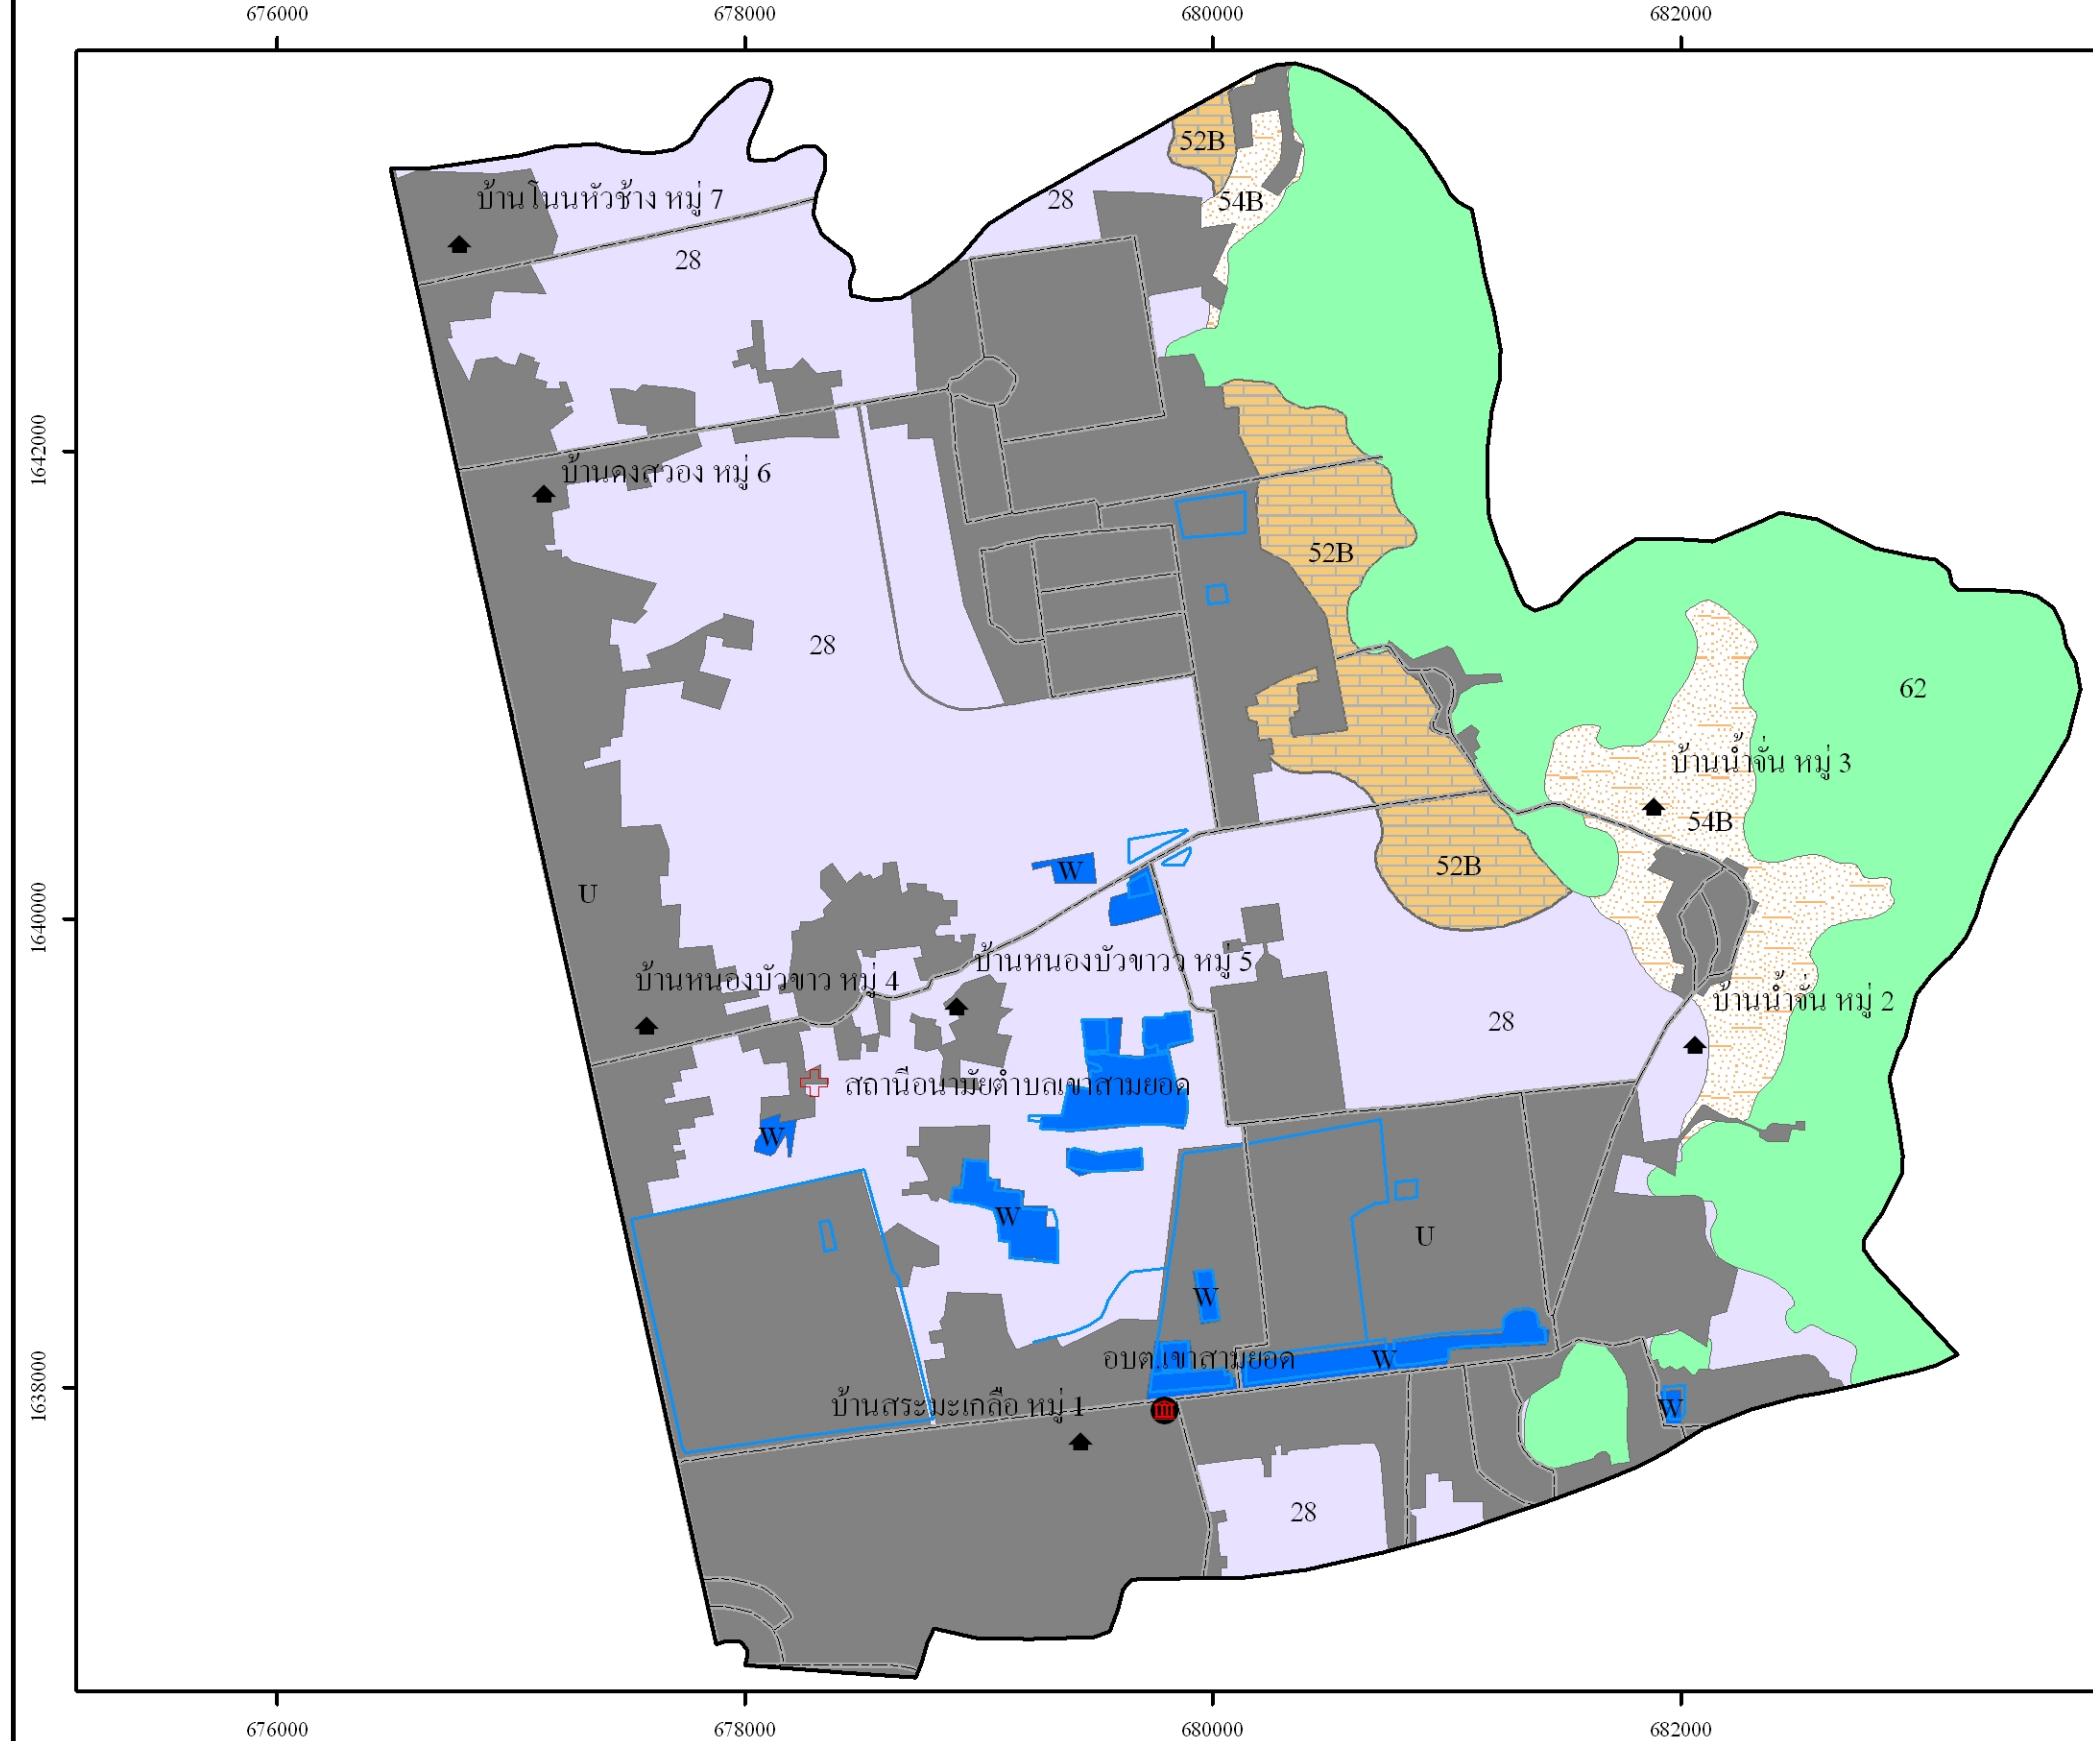 676000 678000 680000 682000
52B
บ้านโนนหัวช้าง หมู่ 7
28
54B
28
1642000
บ้านดงสวอง หมู่ 6
52B
28
62
บ้านน้ำจั่น หมู่ 3
54B
W
52B
U
1640000
บ้านหนองบัวขาวว หมู่ 5
บ้านหนองบัวขาว หมู่ 4
บ้านน้ำจั่น หมู่ 2
28
สถานีอนามัยตำบลเขาสามยอด
W
W
U
W
อบต.เขาสามยอด
W
1638000
บ้านสระมะเกลือ หมู่ 1
W
28
676000 678000 680000 682000